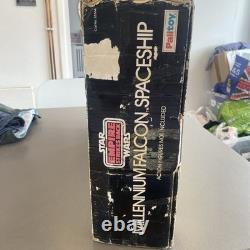 Palitoy
STAR
THE
EMPIRE
STRIKES BACK
WARS
MILLENNIUM FALCON SPACESHIP
ACTION FIGURES NOT INCLUDED